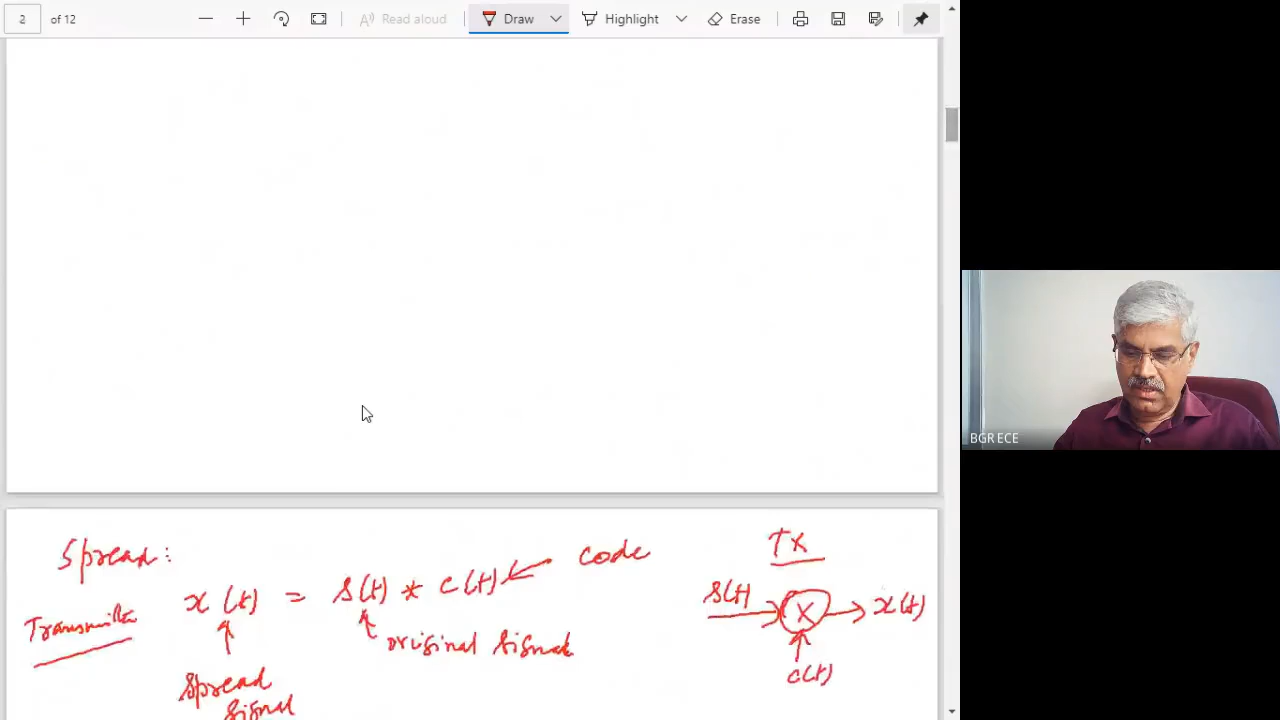 2 of 12
Read aloud
Draw
Highlight
Erase
BGR ECE
Spread:
Transmitter
x(t) = s(t) * c(t)
code
original signal
Spread
signal
Tx
s(t)
X
x(t)
c(t)